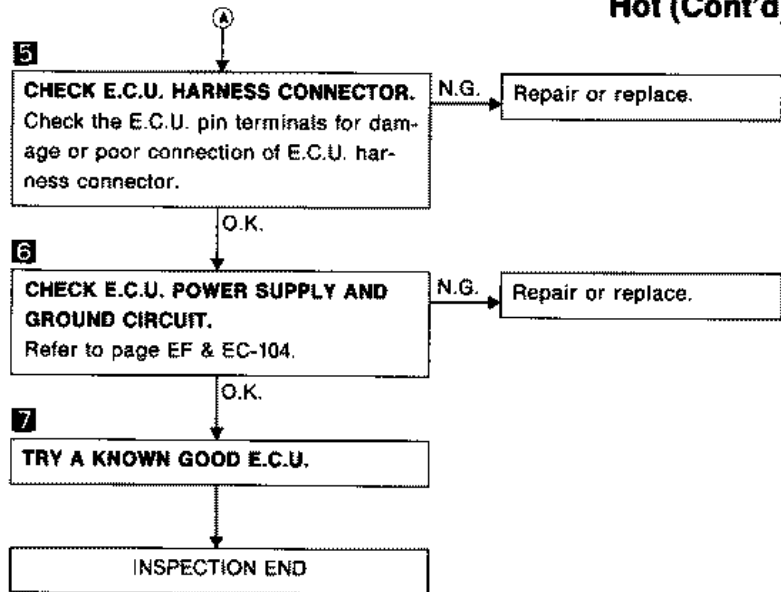 Hot (Cont'd)
A
5
CHECK E.C.U. HARNESS CONNECTOR.
Check the E.C.U. pin terminals for dam-
age or poor connection of E.C.U. har-
ness connector.
N.G.
Repair or replace.
O.K.
6
CHECK E.C.U. POWER SUPPLY AND
GROUND CIRCUIT.
Refer to page EF & EC-104.
N.G.
Repair or replace.
O.K.
7
TRY A KNOWN GOOD E.C.U.
INSPECTION END